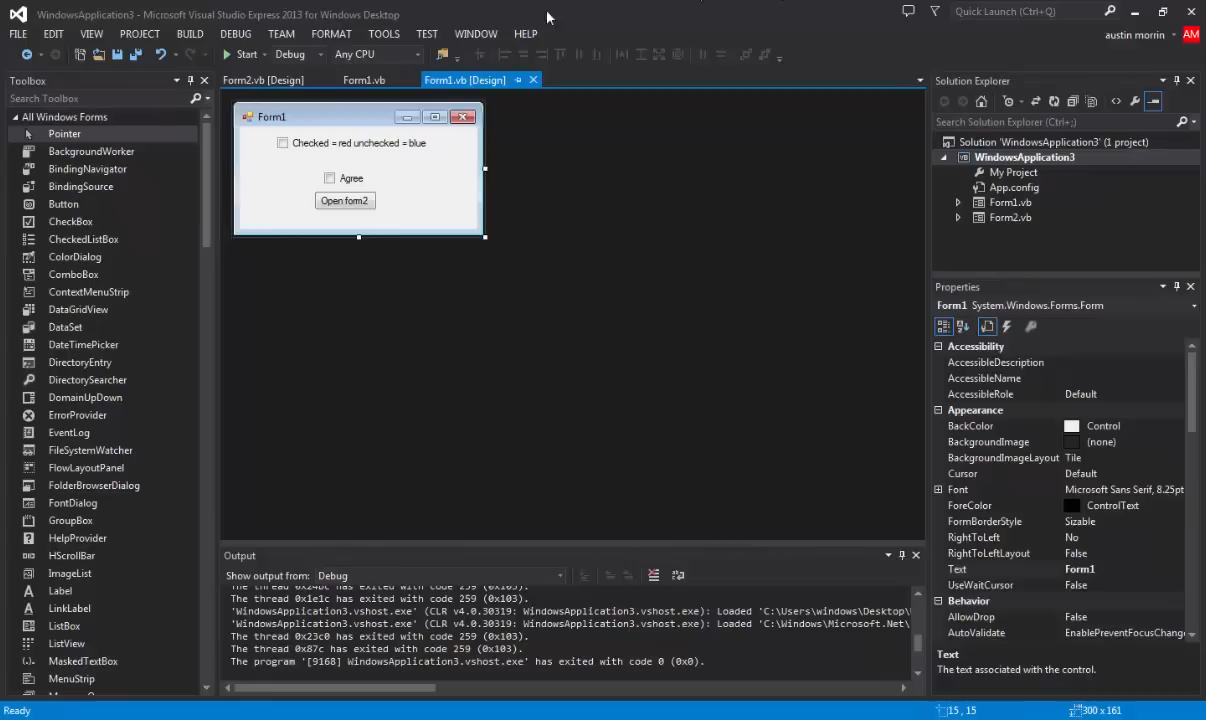 WindowsApplication3 - Microsoft Visual Studio Express 2013 for Windows Desktop
Quick Launch (Ctrl+Q)
FILE EDIT VIEW PROJECT BUILD DEBUG TEAM FORMAT TOOLS TEST WINDOW HELP
austin morrin AM
Start Debug Any CPU
Toolbox
Search Toolbox
All Windows Forms
Pointer
BackgroundWorker
BindingNavigator
BindingSource
Button
CheckBox
CheckedListBox
ColorDialog
ComboBox
ContextMenuStrip
DataGridView
DataSet
DateTimePicker
DirectoryEntry
DirectorySearcher
DomainUpDown
ErrorProvider
EventLog
FileSystemWatcher
FlowLayoutPanel
FolderBrowserDialog
FontDialog
GroupBox
HelpProvider
HScrollBar
ImageList
Label
LinkLabel
ListBox
ListView
MaskedTextBox
MenuStrip
Form2.vb [Design] Form1.vb Form1.vb [Design]
Form1
Checked = red unchecked = blue
Agree
Open form2
Output
Show output from: Debug
The thread 0x24bc has exited with code 259 (0x103).
The thread 0x1e1c has exited with code 259 (0x103).
'WindowsApplication3.vshost.exe' (CLR v4.0.30319: WindowsApplication3.vshost.exe): Loaded 'C:\Users\windows\Desktop\
'WindowsApplication3.vshost.exe' (CLR v4.0.30319: WindowsApplication3.vshost.exe): Loaded 'C:\Windows\Microsoft.Net\
The thread 0x23c0 has exited with code 259 (0x103).
The thread 0x87c has exited with code 259 (0x103).
The program '[9168] WindowsApplication3.vshost.exe' has exited with code 0 (0x0).
Solution Explorer
Search Solution Explorer (Ctrl+;)
Solution 'WindowsApplication3' (1 project)
WindowsApplication3
My Project
App.config
Form1.vb
Form2.vb
Properties
Form1 System.Windows.Forms.Form
Accessibility
AccessibleDescription
AccessibleName
AccessibleRole Default
Appearance
BackColor Control
BackgroundImage (none)
BackgroundImageLayout Tile
Cursor Default
Font Microsoft Sans Serif, 8.25pt
ForeColor ControlText
FormBorderStyle Sizable
RightToLeft No
RightToLeftLayout False
Text Form1
UseWaitCursor False
Behavior
AllowDrop False
AutoValidate EnablePreventFocusChange
Text
The text associated with the control.
Ready 15 , 15 300 x 161